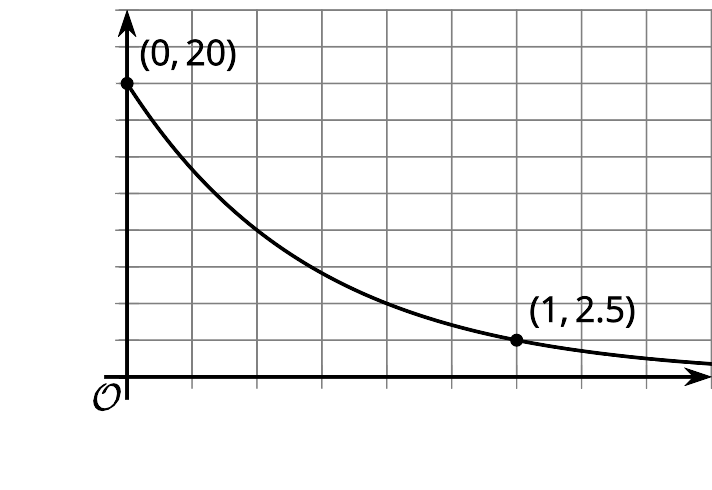 (0, 20)
(1, 2.5)
O